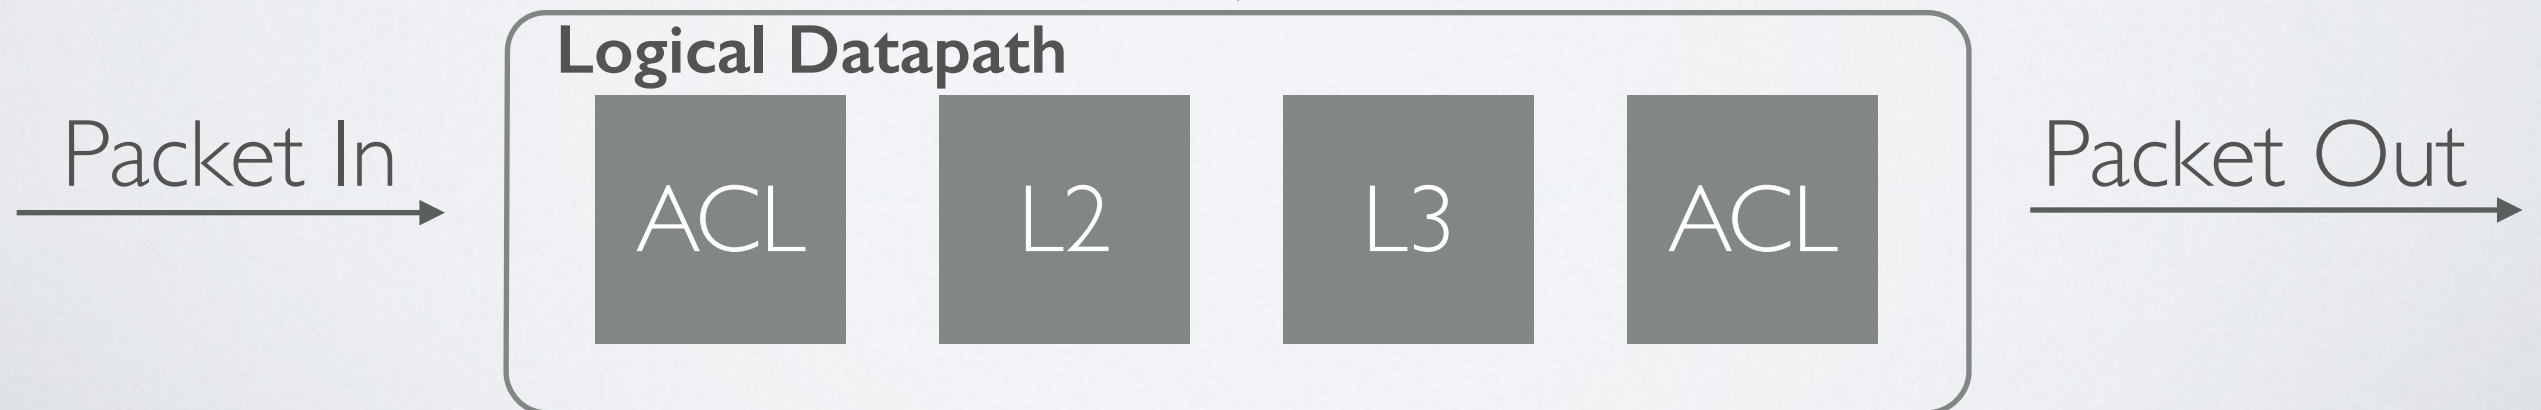 Logical Datapath
Packet In
ACL
L2
L3
ACL
Packet Out